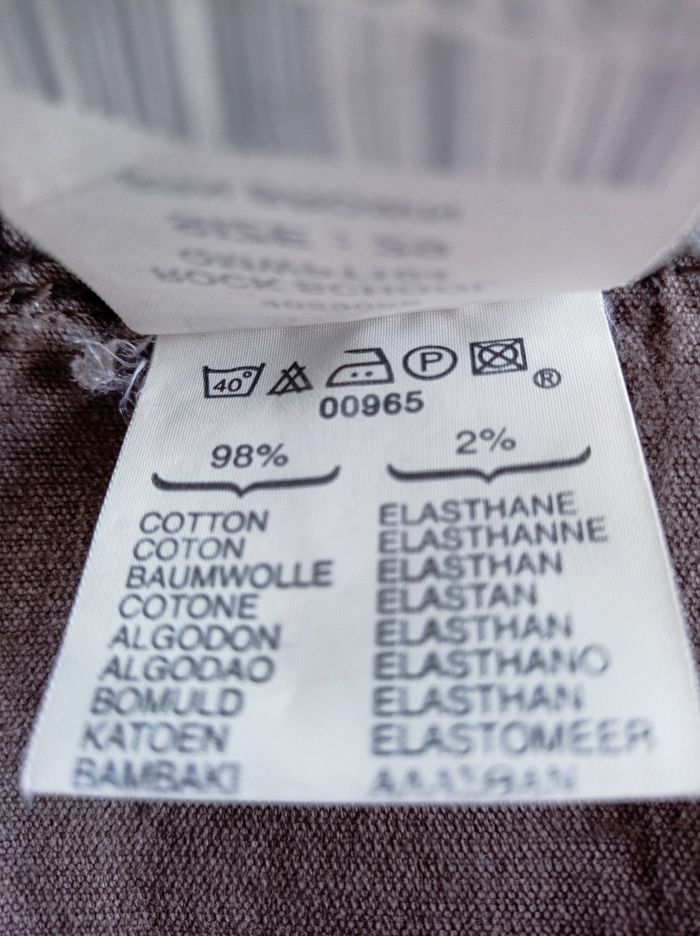 40°
P
®
00965
98% 2%
COTTON ELASTHANE
COTON ELASTHANNE
BAUMWOLLE ELASTHAN
COTONE ELASTAN
ALGODON ELASTHAN
ALGODAO ELASTHANO
BOMULD ELASTHAN
KATOEN ELASTOMEER
BAMBAKI